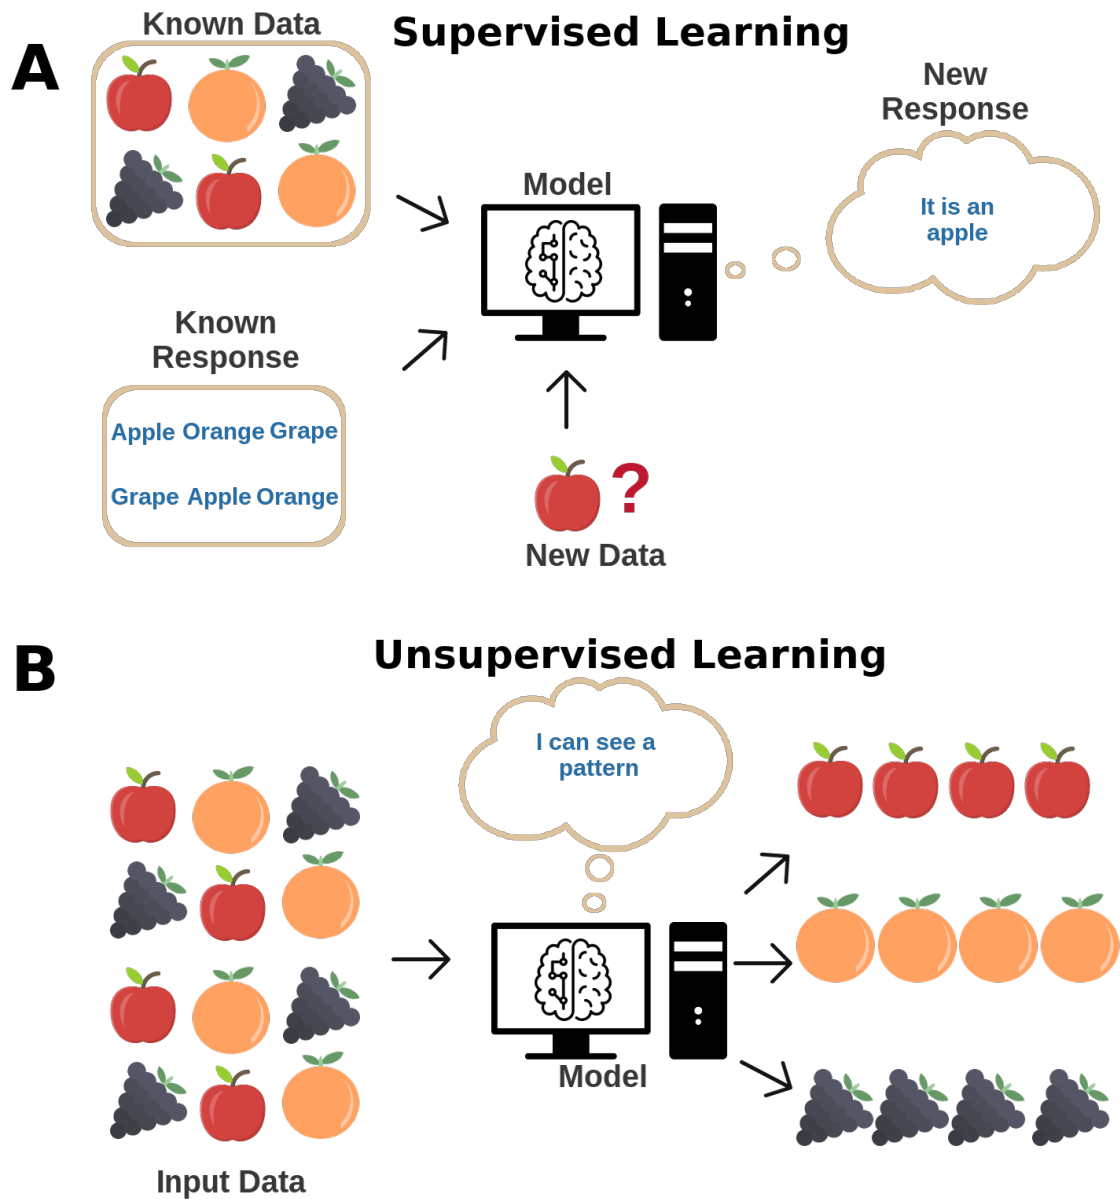 A
Supervised Learning
Known Data
Known
Response
Apple Orange Grape
Grape Apple Orange
Model
?
New Data
New
Response
It is an
apple
B
Unsupervised Learning
I can see a
pattern
Model
Input Data